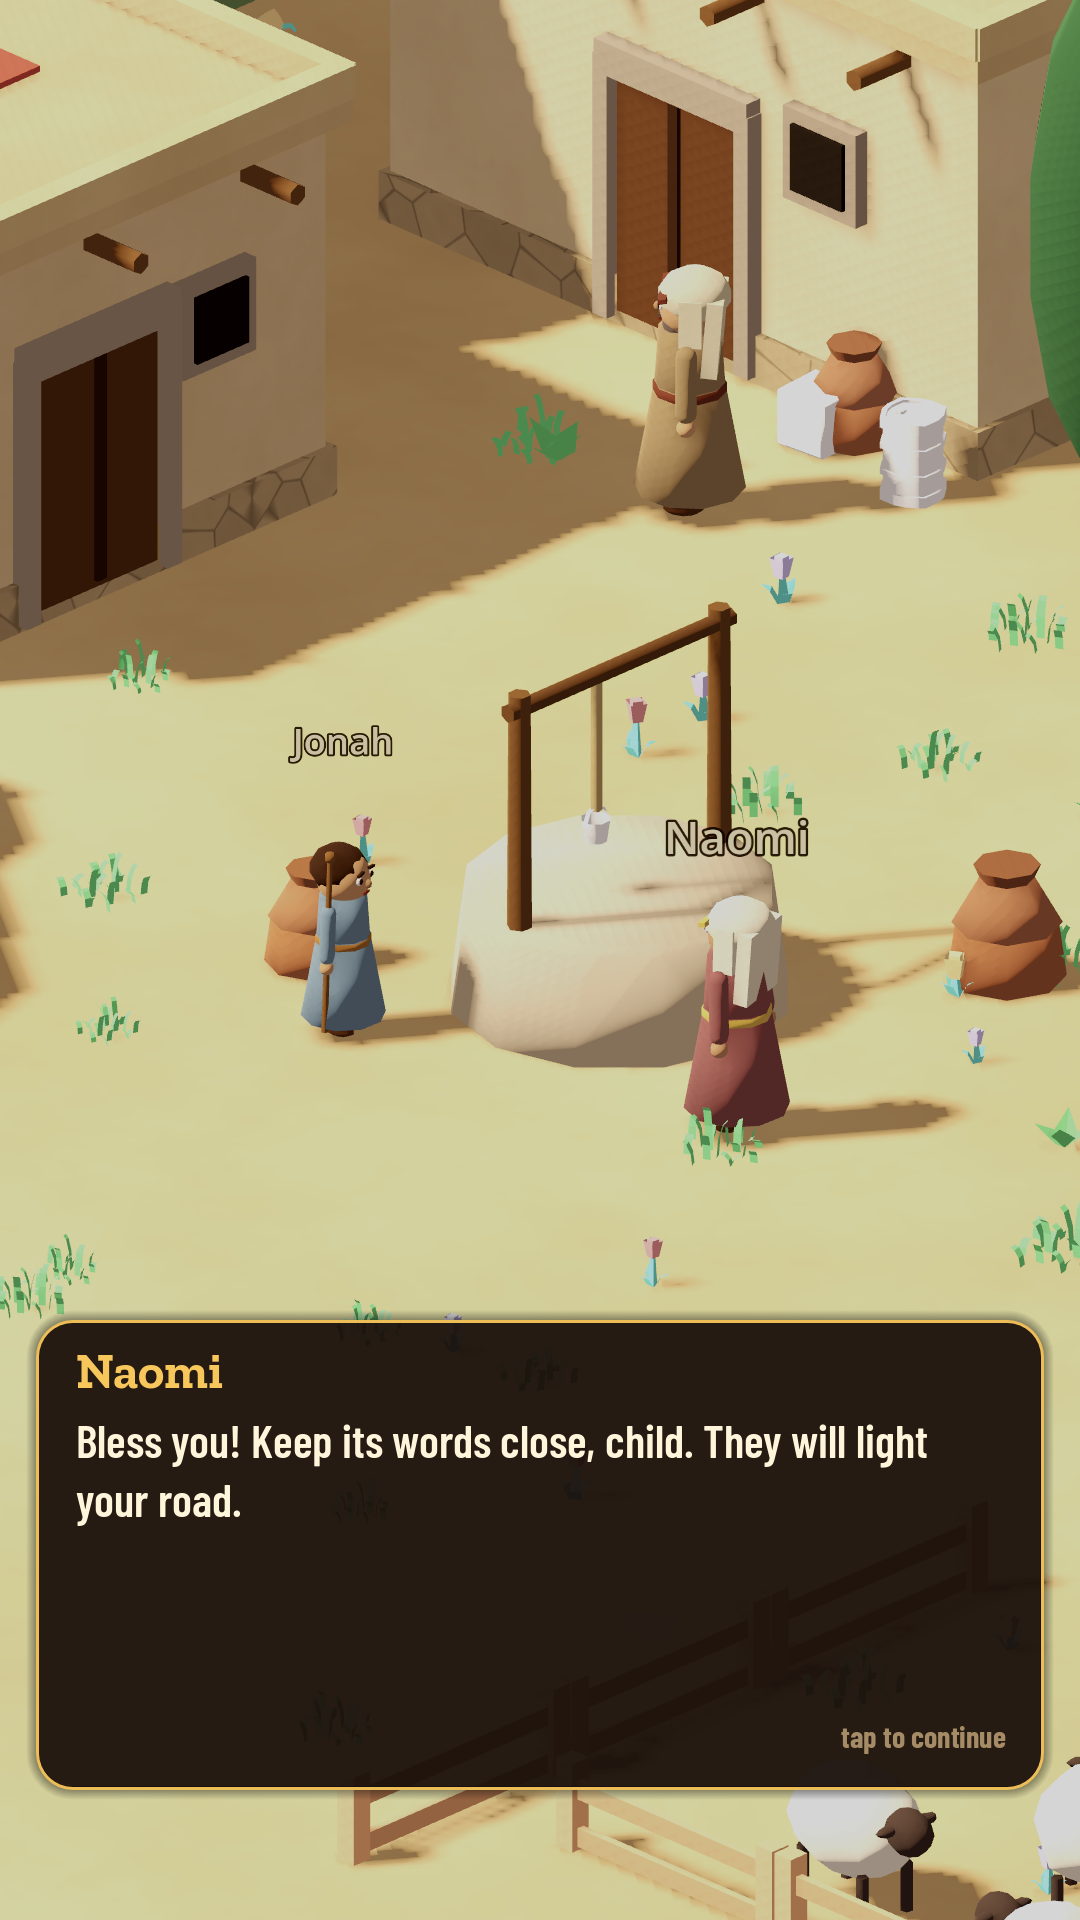 Jonah
Naomi
Naomi
Bless you! Keep its words close, child. They will light
your road.
tap to continue